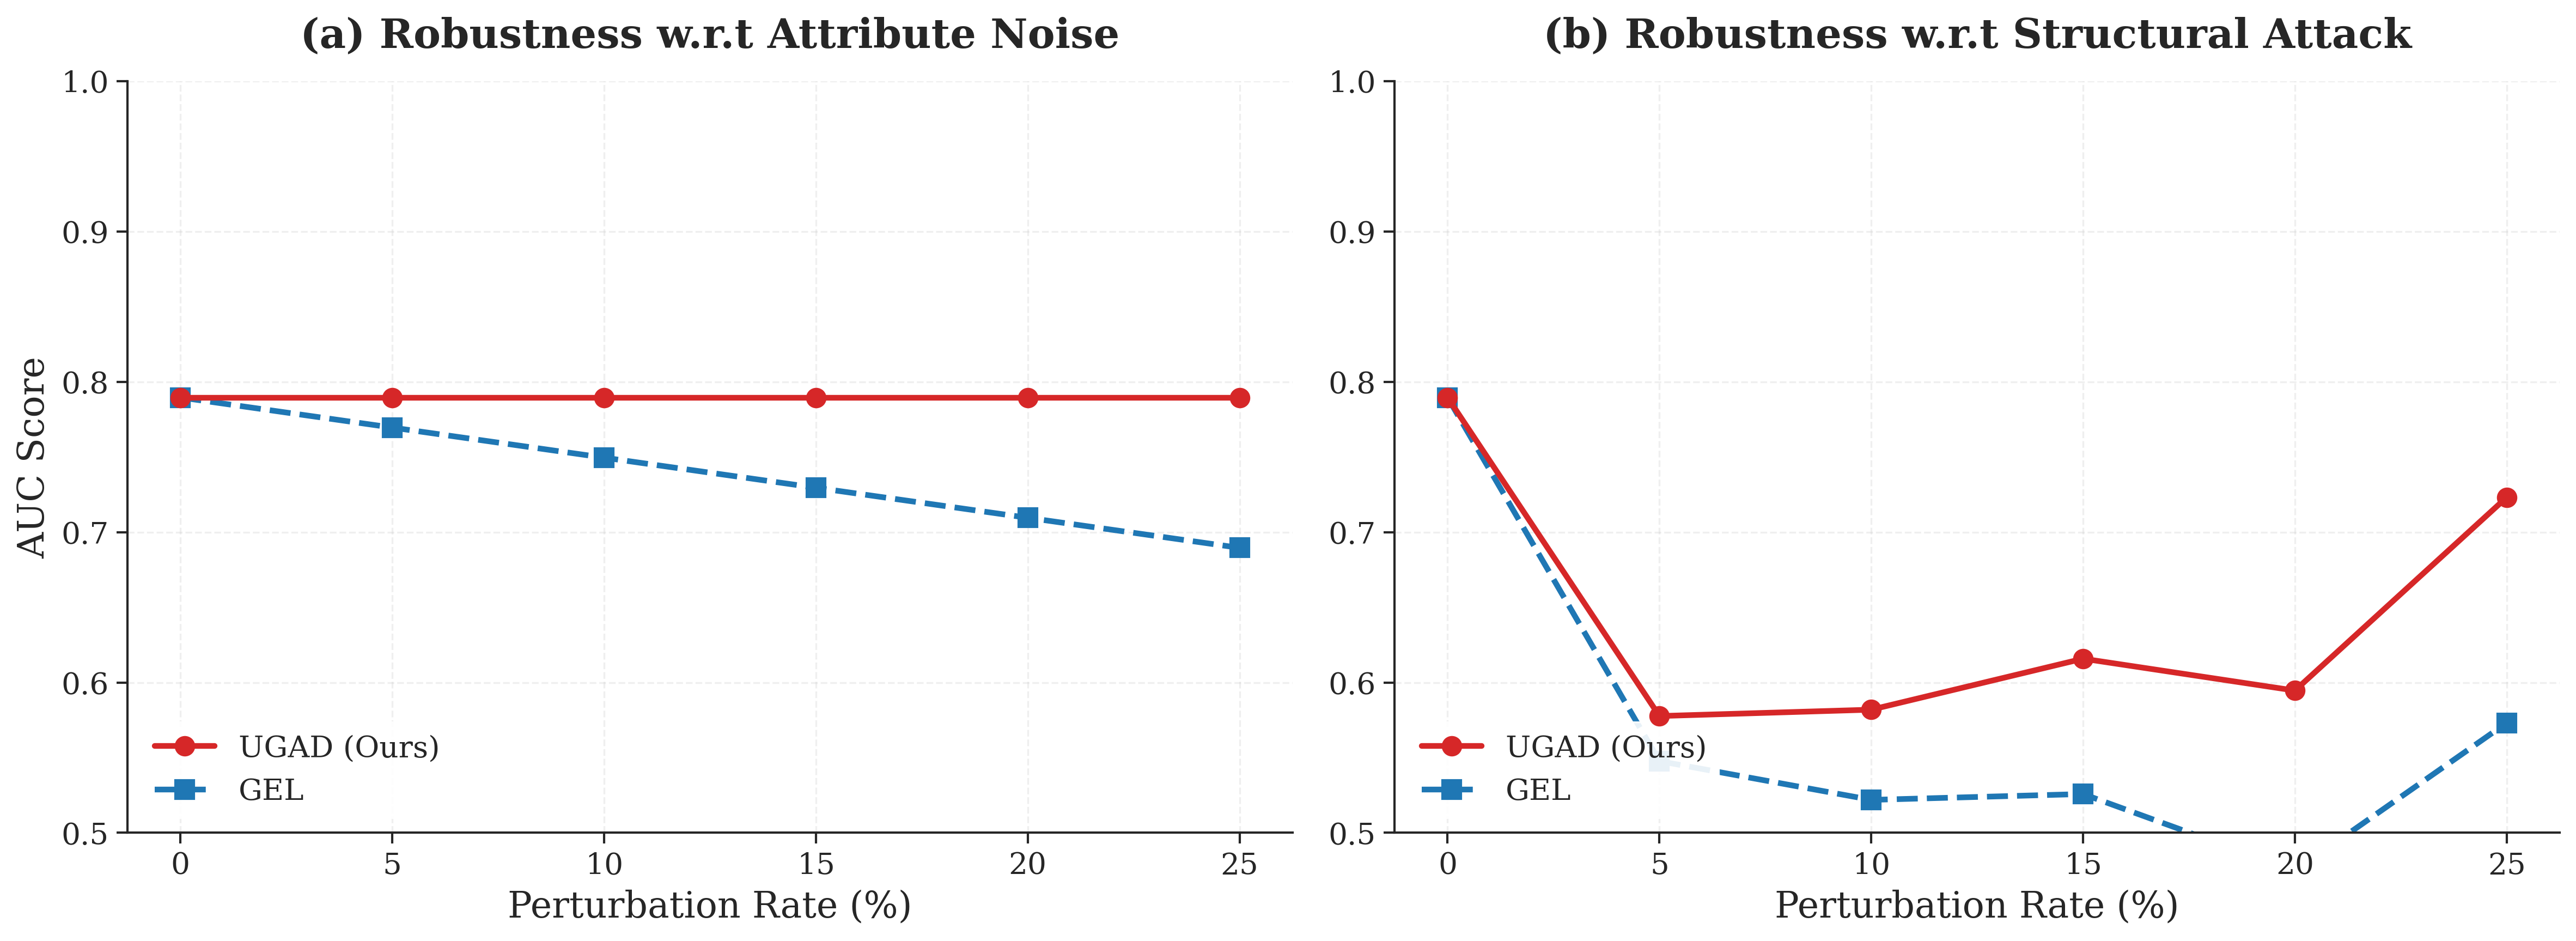 (a) Robustness w.r.t Attribute Noise
1.0
0.9
0.8
0.7
0.6
0.5
AUC Score
UGAD (Ours)
GEL
0 5 10 15 20 25
Perturbation Rate (%)
(b) Robustness w.r.t Structural Attack
1.0
0.9
0.8
0.7
0.6
0.5
UGAD (Ours)
GEL
0 5 10 15 20 25
Perturbation Rate (%)